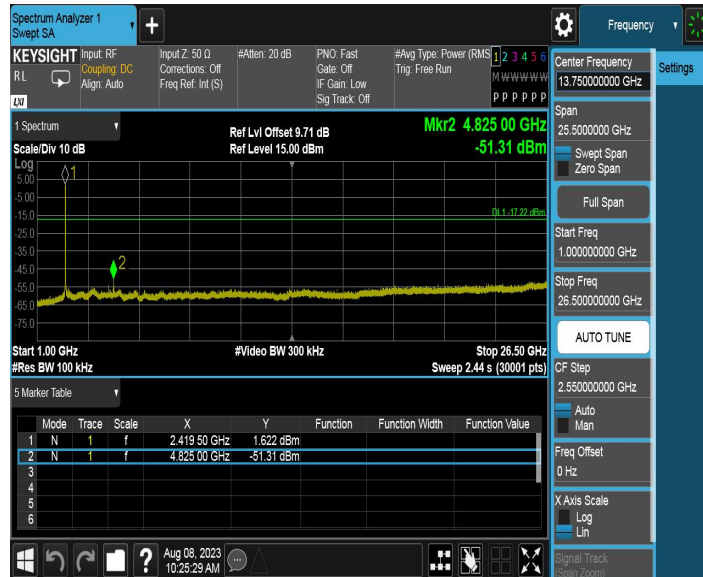 Spectrum Analyzer 1
Swept SA
+
Frequency
KEYSIGHT
RL
LXI
Input: RF
Coupling: DC
Align: Auto
Input Z: 50 Ω
Corrections: Off
Freq Ref: Int (S)
#Atten: 20 dB
PNO: Fast
Gate: Off
IF Gain: Low
Sig Track: Off
#Avg Type: Power (RMS
Trig: Free Run
1 2 3 4 5 6
M W W W W W
P P P P P P
1 Spectrum
Scale/Div 10 dB
Ref Lvl Offset 9.71 dB
Ref Level 15.00 dBm
Mkr2 4.825 00 GHz
-51.31 dBm
Log
5.00
-5.00
-15.0
-25.0
-35.0
-45.0
-55.0
-65.0
-75.0
1
2
DL1 -17.22 dBm
Start 1.00 GHz
#Video BW 300 kHz
Stop 26.50 GHz
#Res BW 100 kHz
Sweep 2.44 s (30001 pts)
5 Marker Table
Mode Trace Scale X Y Function Function Width Function Value
1 N 1 f 2.419 50 GHz 1.622 dBm
2 N 1 f 4.825 00 GHz -51.31 dBm
3
4
5
6
Aug 08, 2023
10:25:29 AM
?
Center Frequency
13.750000000 GHz
Settings
Span
25.5000000 GHz
Swept Span
Zero Span
Full Span
Start Freq
1.000000000 GHz
Stop Freq
26.500000000 GHz
AUTO TUNE
CF Step
2.550000000 GHz
Auto
Man
Freq Offset
0 Hz
X Axis Scale
Log
Lin
Signal Track
(Span Zoom)